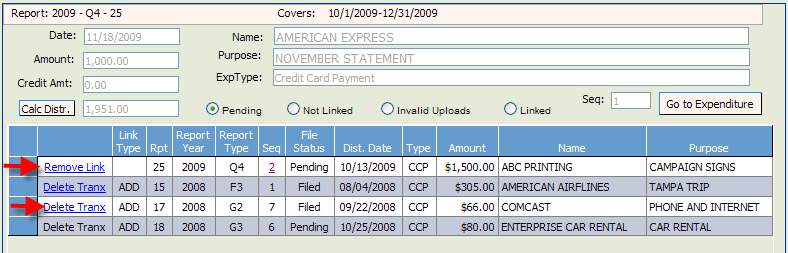 Report: 2009 - Q4 - 25 Covers: 10/1/2009-12/31/2009
Date: 11/18/2009 Name: AMERICAN EXPRESS
Amount: 1,000.00 Purpose: NOVEMBER STATEMENT
Credit Amt: 0.00 ExpType: Credit Card Payment
Calc Distr. 1,951.00 Pending Not Linked Invalid Uploads Linked Seq: 1 Go to Expenditure
Link Type Rpt Report Year Report Type Seq File Status Dist. Date Type Amount Name Purpose
Remove Link 25 2009 Q4 2 Pending 10/13/2009 CCP $1,500.00 ABC PRINTING CAMPAIGN SIGNS
Delete Tranx ADD 15 2008 F3 1 Filed 08/04/2008 CCP $305.00 AMERICAN AIRFLINES TAMPA TRIP
Delete Tranx ADD 17 2008 G2 7 Filed 09/22/2008 CCP $66.00 COMCAST PHONE AND INTERNET
Delete Tranx ADD 18 2008 G3 6 Pending 10/25/2008 CCP $80.00 ENTERPRISE CAR RENTAL CAR RENTAL